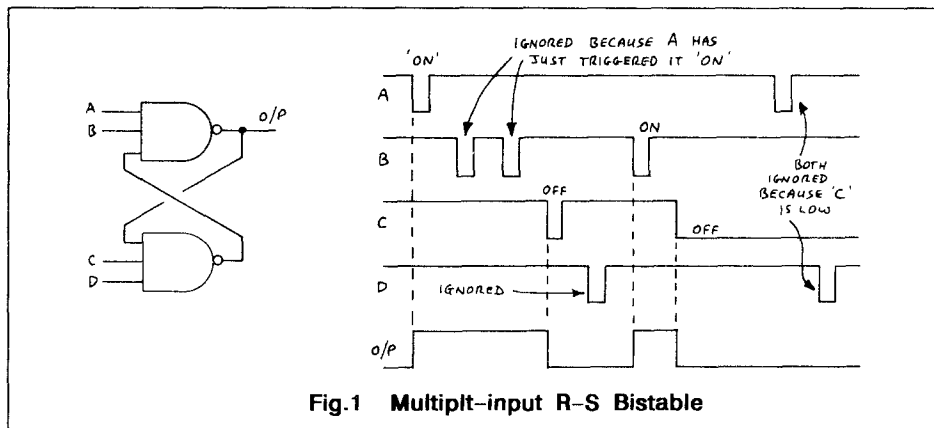 IGNORED BECAUSE A HAS
JUST TRIGGERED IT 'ON'
'ON'
A
B
O/P
A
B
ON
BOTH
IGNORED
BECAUSE 'C'
IS LOW
C
D
OFF
C
OFF
D
IGNORED
O/P
Fig.1 Multiplt-input R-S Bistable